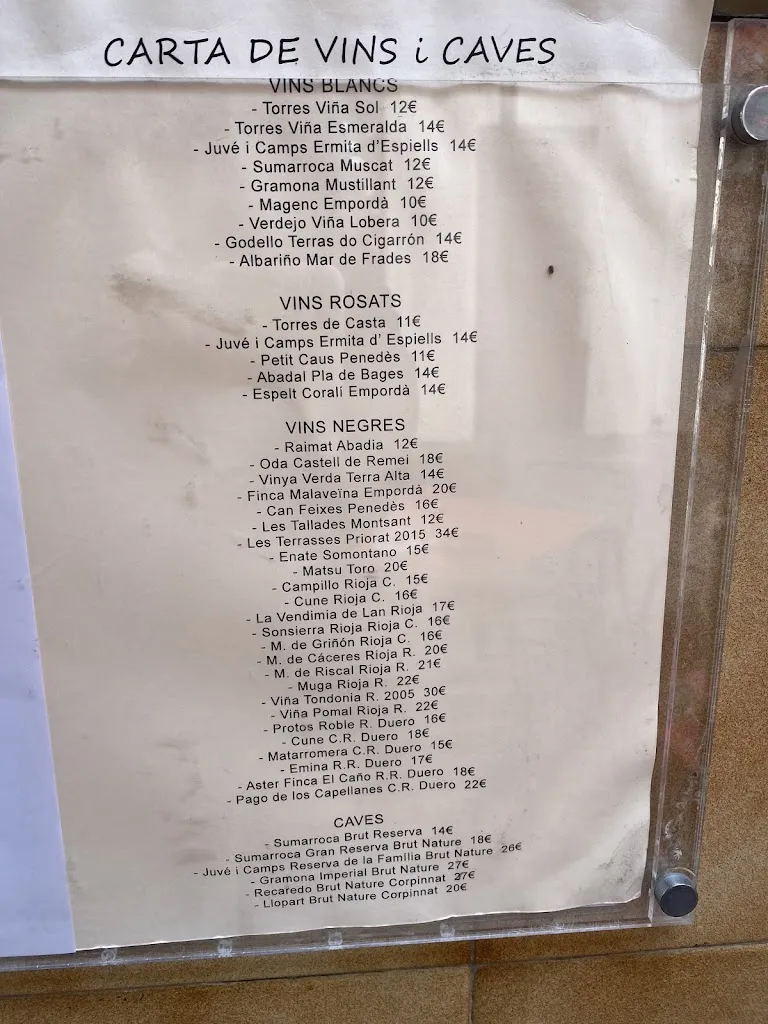 CARTA DE VINS i CAVES
VINS BLANCS
- Torres Viña Sol 12€
- Torres Viña Esmeralda 14€
- Juvé i Camps Ermita d'Espiells 14€
- Sumarroca Muscat 12€
- Gramona Mustillant 12€
- Magenc Empordà 10€
- Verdejo Viña Lobera 10€
- Godello Terras do Cigarrón 14€
- Albariño Mar de Frades 18€
VINS ROSATS
- Torres de Casta 11€
- Juvé i Camps Ermita d' Espiells 14€
- Petit Caus Penedès 11€
- Abadal Pla de Bages 14€
- Espelt Coralí Empordà 14€
VINS NEGRES
- Raimat Abadia 12€
- Oda Castell de Remei 18€
- Vinya Verda Terra Alta 14€
- Finca Malaveïna Empordà 20€
- Can Feixes Penedès 16€
- Les Tallades Montsant 12€
- Les Terrasses Priorat 2015 34€
- Enate Somontano 15€
- Matsu Toro 20€
- Campillo Rioja C. 15€
- Cune Rioja C. 16€
- La Vendimia de Lan Rioja 17€
- Sonsierra Rioja Rioja C. 16€
- M. de Griñón Rioja C. 16€
- M. de Cáceres Rioja R. 20€
- M. de Riscal Rioja R. 21€
- Muga Rioja R. 22€
- Viña Tondonia R. 2005 30€
- Viña Pomal Rioja R. 22€
- Protos Roble R. Duero 16€
- Cune C.R. Duero 18€
- Matarromera C.R. Duero 15€
- Emina R.R. Duero 17€
- Aster Finca El Caño R.R. Duero 18€
- Pago de los Capellanes C.R. Duero 22€
CAVES
- Sumarroca Brut Reserva 14€
- Sumarroca Gran Reserva Brut Nature 18€
- Juvé i Camps Reserva de la Família Brut Nature 26€
- Gramona Imperial Brut Nature 27€
- Recaredo Brut Nature Corpinnat 27€
- Llopart Brut Nature Corpinnat 20€